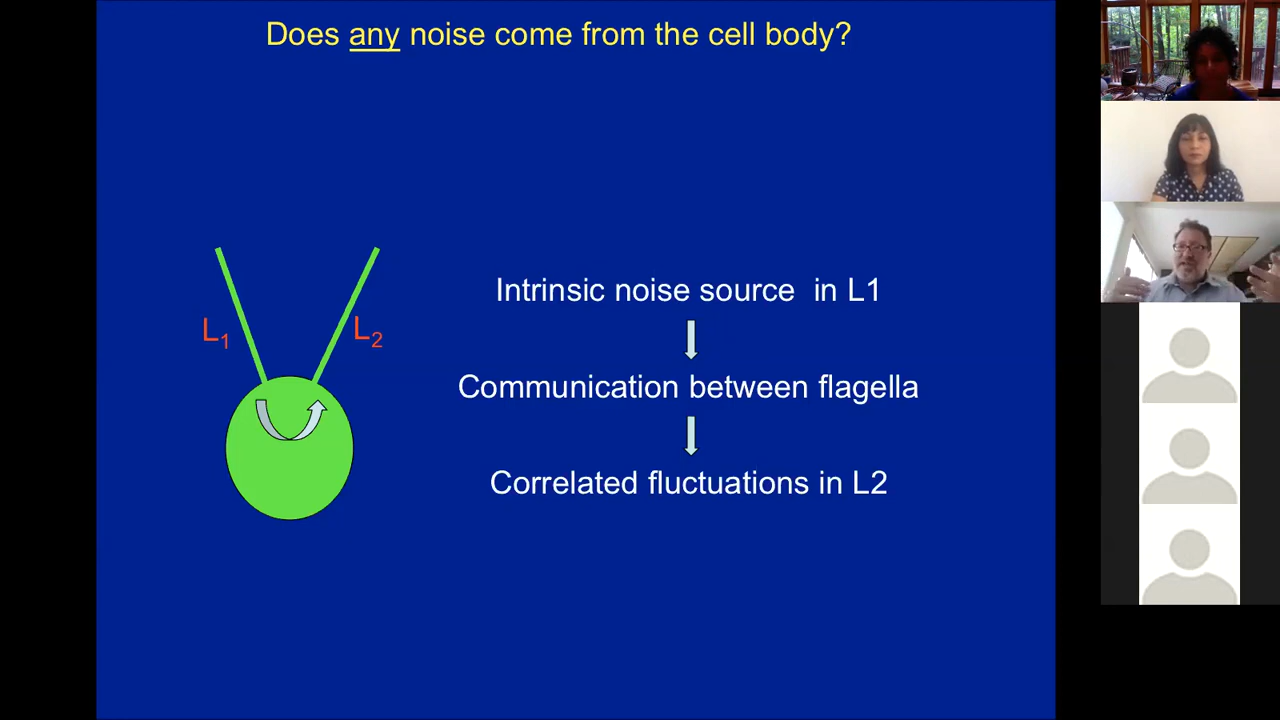 Does any noise come from the cell body?
L1
L2
Intrinsic noise source in L1
Communication between flagella
Correlated fluctuations in L2